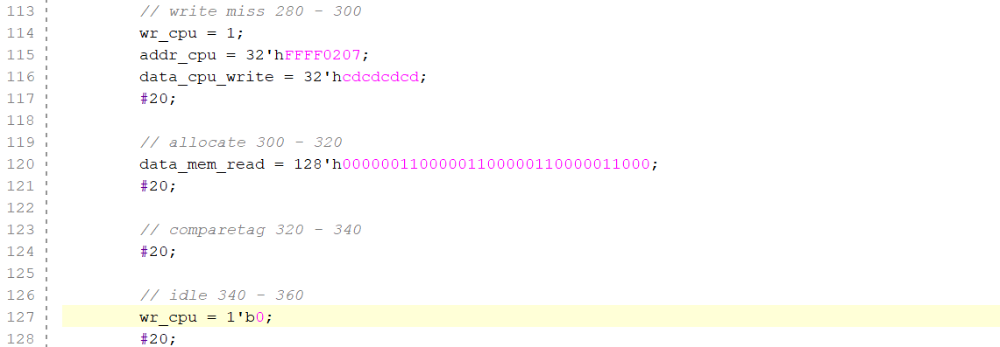 113 // write miss 280 - 300
114 wr_cpu = 1;
115 addr_cpu = 32'hFFFF0207;
116 data_cpu_write = 32'hcdcdcdcd;
117 #20;
118
119 // allocate 300 - 320
120 data_mem_read = 128'h00000011000001100000110000011000;
121 #20;
122
123 // comparetag 320 - 340
124 #20;
125
126 // idle 340 - 360
127 wr_cpu = 1'b0;
128 #20;